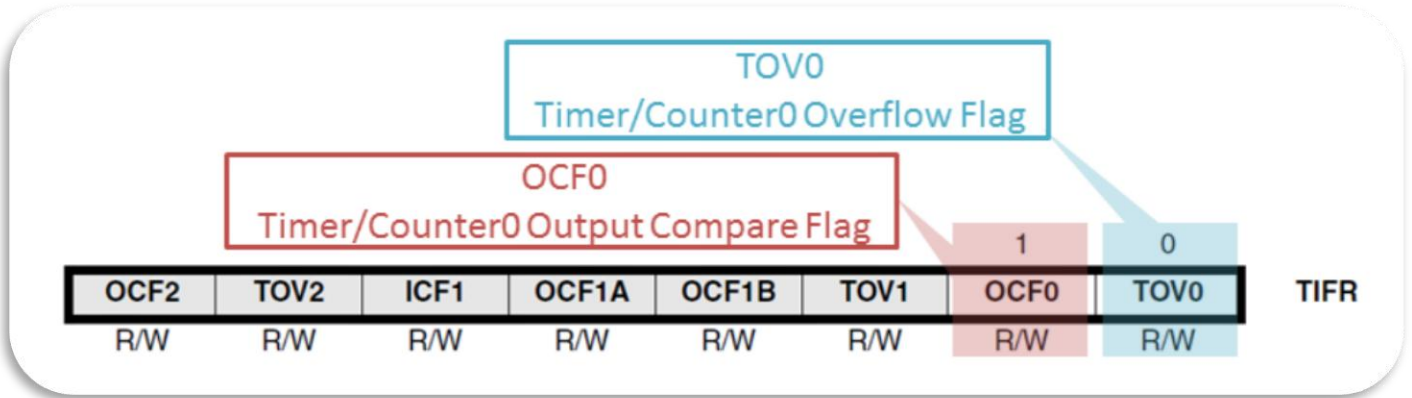 TOV0
Timer/Counter0 Overflow Flag
OCF0
Timer/Counter0 Output Compare Flag
1 0
OCF2 TOV2 ICF1 OCF1A OCF1B TOV1 OCF0 TOV0 TIFR
R/W R/W R/W R/W R/W R/W R/W R/W